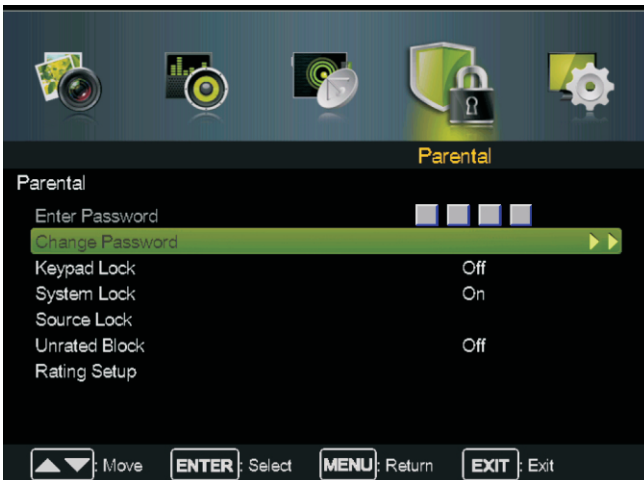 Parental
Parental
Enter Password
Change Password
Keypad Lock Off
System Lock On
Source Lock
Unrated Block Off
Rating Setup
: Move ENTER : Select MENU : Return EXIT : Exit